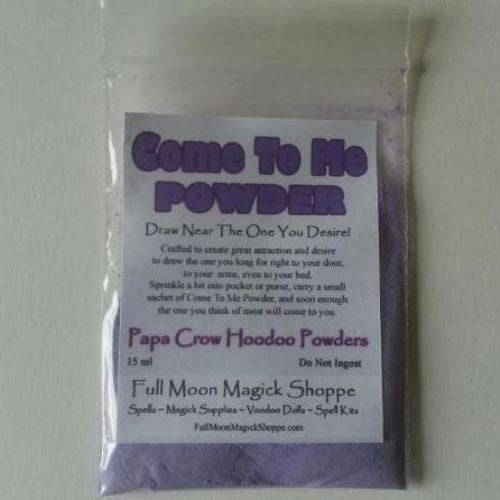 Come To Me
POWDER
Draw Near The One You Desire!
Crafted to create great attraction and desire
to draw the one you long for right to your door,
to your arms, even to your bed.
Sprinkle a bit into pocket or purse, carry a small
sachet of Come To Me Powder, and soon enough
the one you think of most will come to you.
Papa Crow Hoodoo Powders
15 ml Do Not Ingest
Full Moon Magick Shoppe
Spells ~ Magick Supplies ~ Voodoo Dolls ~ Spell Kits
FullMoonMagickShoppe.com